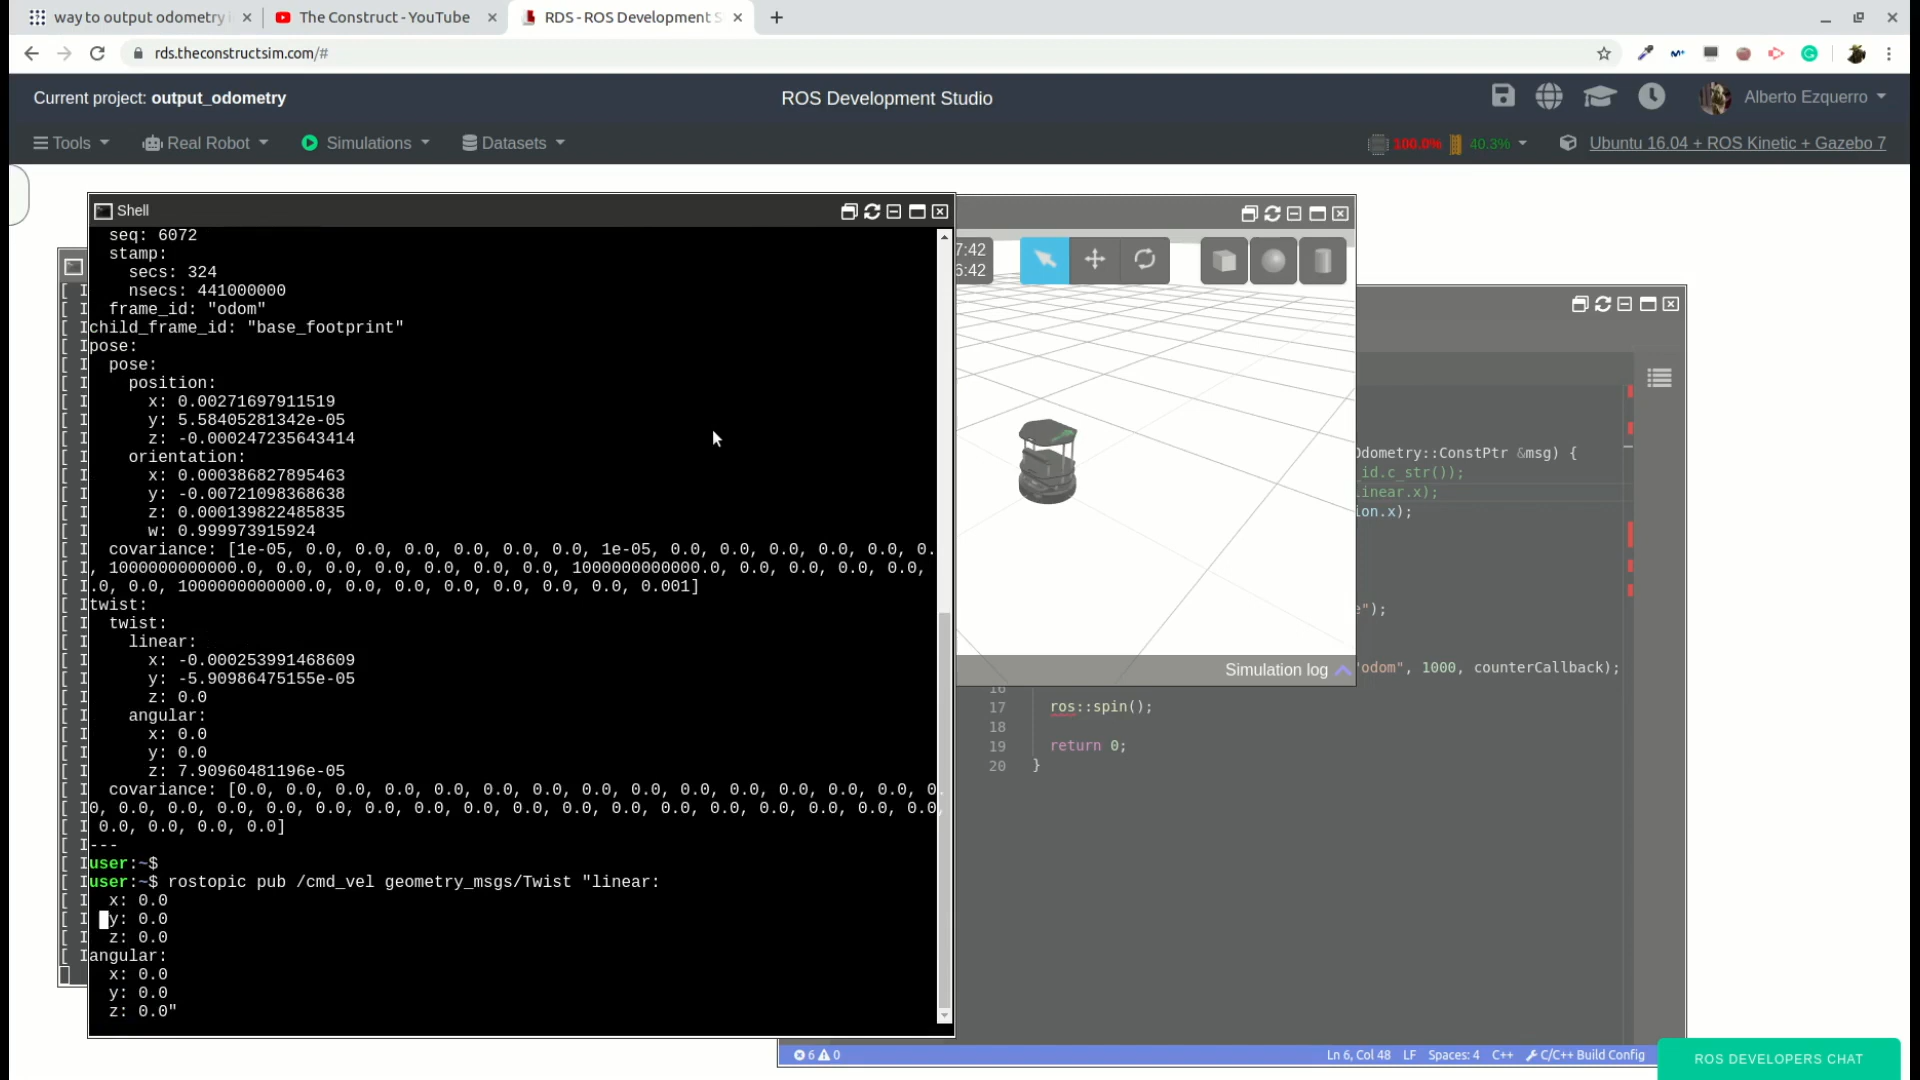 way to output odometry i
The Construct - YouTube
RDS - ROS Development S
rds.theconstructsim.com/#
Current project: output_odometry
ROS Development Studio
Alberto Ezquerro
Tools
Real Robot
Simulations
Datasets
100.0%
40.3%
Ubuntu 16.04 + ROS Kinetic + Gazebo 7
Shell
seq: 6072
stamp:
secs: 324
nsecs: 441000000
frame_id: "odom"
child_frame_id: "base_footprint"
pose:
pose:
position:
x: 0.00271697911519
y: 5.58405281342e-05
z: -0.000247235643414
orientation:
x: 0.000386827895463
y: -0.00721098368638
z: 0.000139822485835
w: 0.999973915924
covariance: [1e-05, 0.0, 0.0, 0.0, 0.0, 0.0, 0.0, 1e-05, 0.0, 0.0, 0.0, 0.0, 0.0, 0.
, 1000000000000.0, 0.0, 0.0, 0.0, 0.0, 0.0, 0.0, 1000000000000.0, 0.0, 0.0, 0.0, 0.0,
.0, 0.0, 1000000000000.0, 0.0, 0.0, 0.0, 0.0, 0.0, 0.0, 0.001]
twist:
twist:
linear:
x: -0.000253991468609
y: -5.90986475155e-05
z: 0.0
angular:
x: 0.0
y: 0.0
z: 7.90960481196e-05
covariance: [0.0, 0.0, 0.0, 0.0, 0.0, 0.0, 0.0, 0.0, 0.0, 0.0, 0.0, 0.0, 0.0, 0.
0, 0.0, 0.0, 0.0, 0.0, 0.0, 0.0, 0.0, 0.0, 0.0, 0.0, 0.0, 0.0, 0.0, 0.0, 0.0, 0.0,
0.0, 0.0, 0.0, 0.0]
---
user:~$
user:~$ rostopic pub /cmd_vel geometry_msgs/Twist "linear:
x: 0.0
y: 0.0
z: 0.0
angular:
x: 0.0
y: 0.0
z: 0.0"
7:42
6:42
Simulation log
Odometry::ConstPtr &msg) {
_id.c_str());
linear.x);
ion.x);
e");
"odom", 1000, counterCallback);
16
17 ros::spin();
18
19 return 0;
20 }
6 0
Ln 6, Col 48 LF Spaces: 4 C++ C/C++ Build Config
ROS DEVELOPERS CHAT